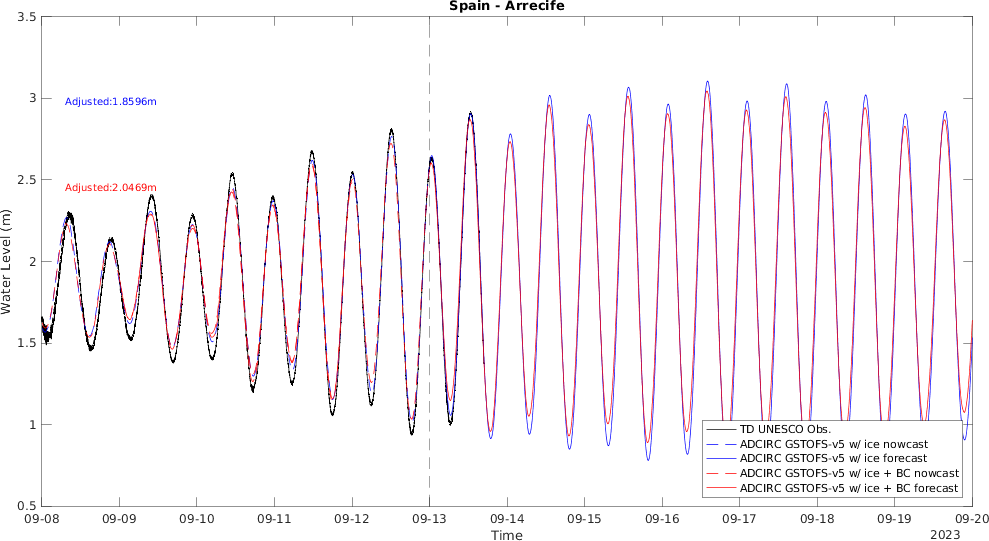 Spain - Arrecife
3.5
3
2.5
2
1.5
1
0.5
Water Level (m)
Adjusted:1.8596m
Adjusted:2.0469m
TD UNESCO Obs.
ADCIRC GSTOFS-v5 w/ ice nowcast
ADCIRC GSTOFS-v5 w/ ice forecast
ADCIRC GSTOFS-v5 w/ ice + BC nowcast
ADCIRC GSTOFS-v5 w/ ice + BC forecast
09-08 09-09 09-10 09-11 09-12 09-13 09-14 09-15 09-16 09-17 09-18 09-19 09-20
Time
2023